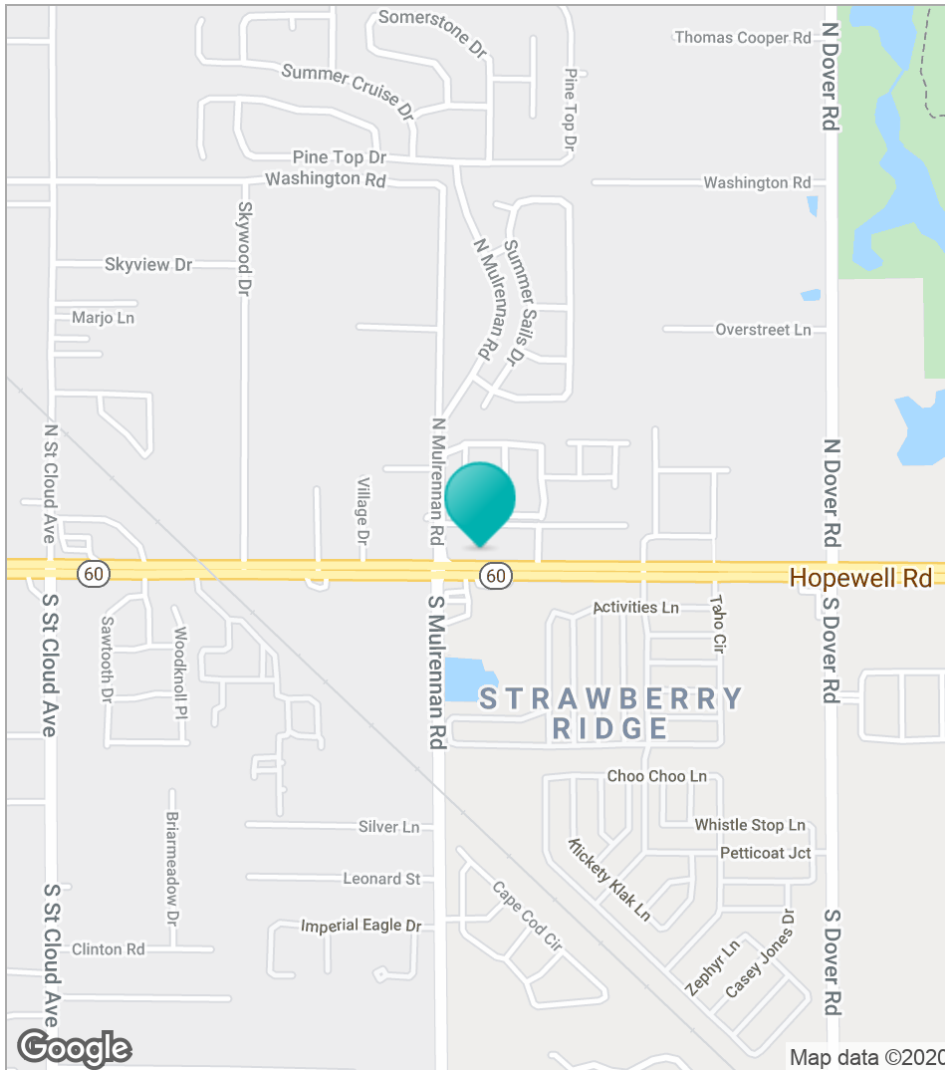 Somerstone Dr
Thomas Cooper Rd
N Dover Rd
Summer Cruise Dr
Pine Top Dr
Pine Top Dr
Washington Rd
Washington Rd
Skywood Dr
Skyview Dr
N Mulrennan Rd
Summer Sails Dr
Marjo Ln
Overstreet Ln
N St Cloud Ave
N Mulrennan Rd
N Dover Rd
Village Dr
60
60
Hopewell Rd
S St Cloud Ave
Sawtooth Dr
Woodknoll Pl
S Mulrennan Rd
Activities Ln
Taho Cir
S Dover Rd
STRAWBERRY
RIDGE
Choo Choo Ln
Silver Ln
Whistle Stop Ln
Briarmeadow Dr
Klickety Klak Ln
Petticoat Jct
Leonard St
Cape Cod Cir
S St Cloud Ave
Imperial Eagle Dr
Clinton Rd
Zephyr Ln
Casey Jones Dr
S Dover Rd
Google
Map data ©2020